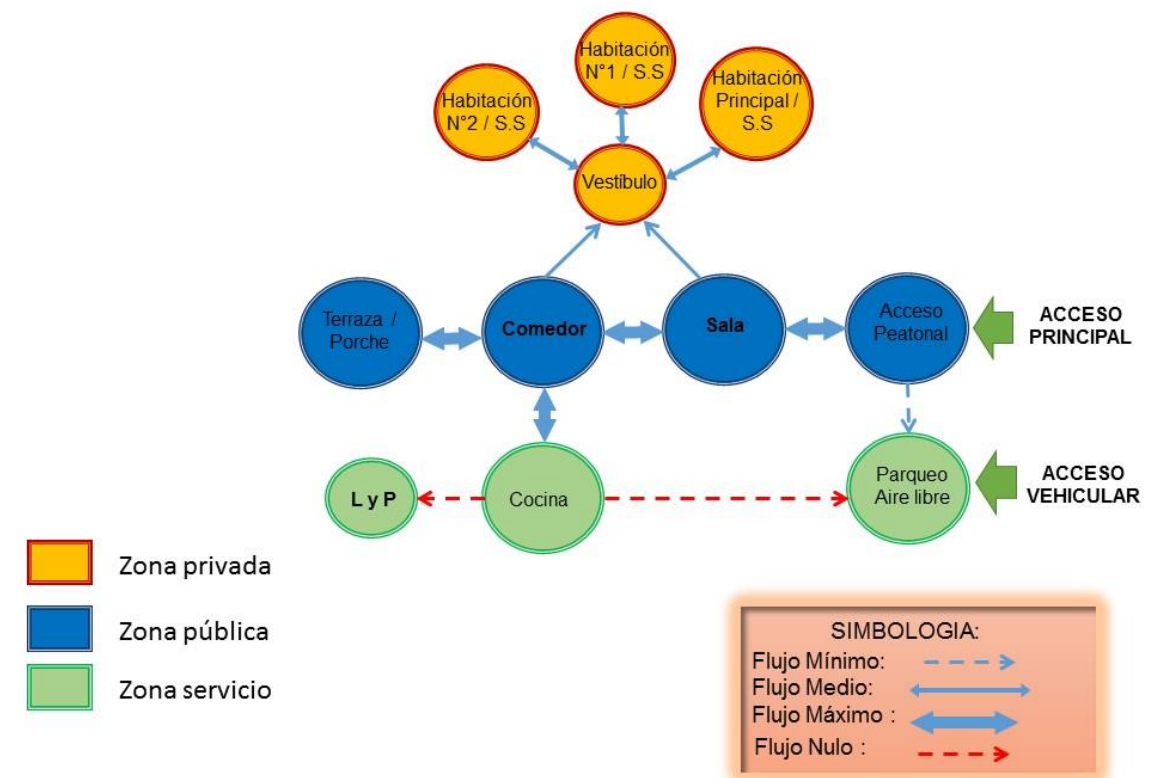 Habitación
N°1 / S.S
Habitación
N°2 / S.S
Habitación
Principal /
S.S
Vestíbulo
Terraza /
Porche
Comedor
Sala
Acceso
Peatonal
ACCESO
PRINCIPAL
L y P
Cocina
Parqueo
Aire libre
ACCESO
VEHICULAR
Zona privada
Zona pública
Zona servicio
SIMBOLOGIA:
Flujo Mínimo:
Flujo Medio:
Flujo Máximo :
Flujo Nulo :